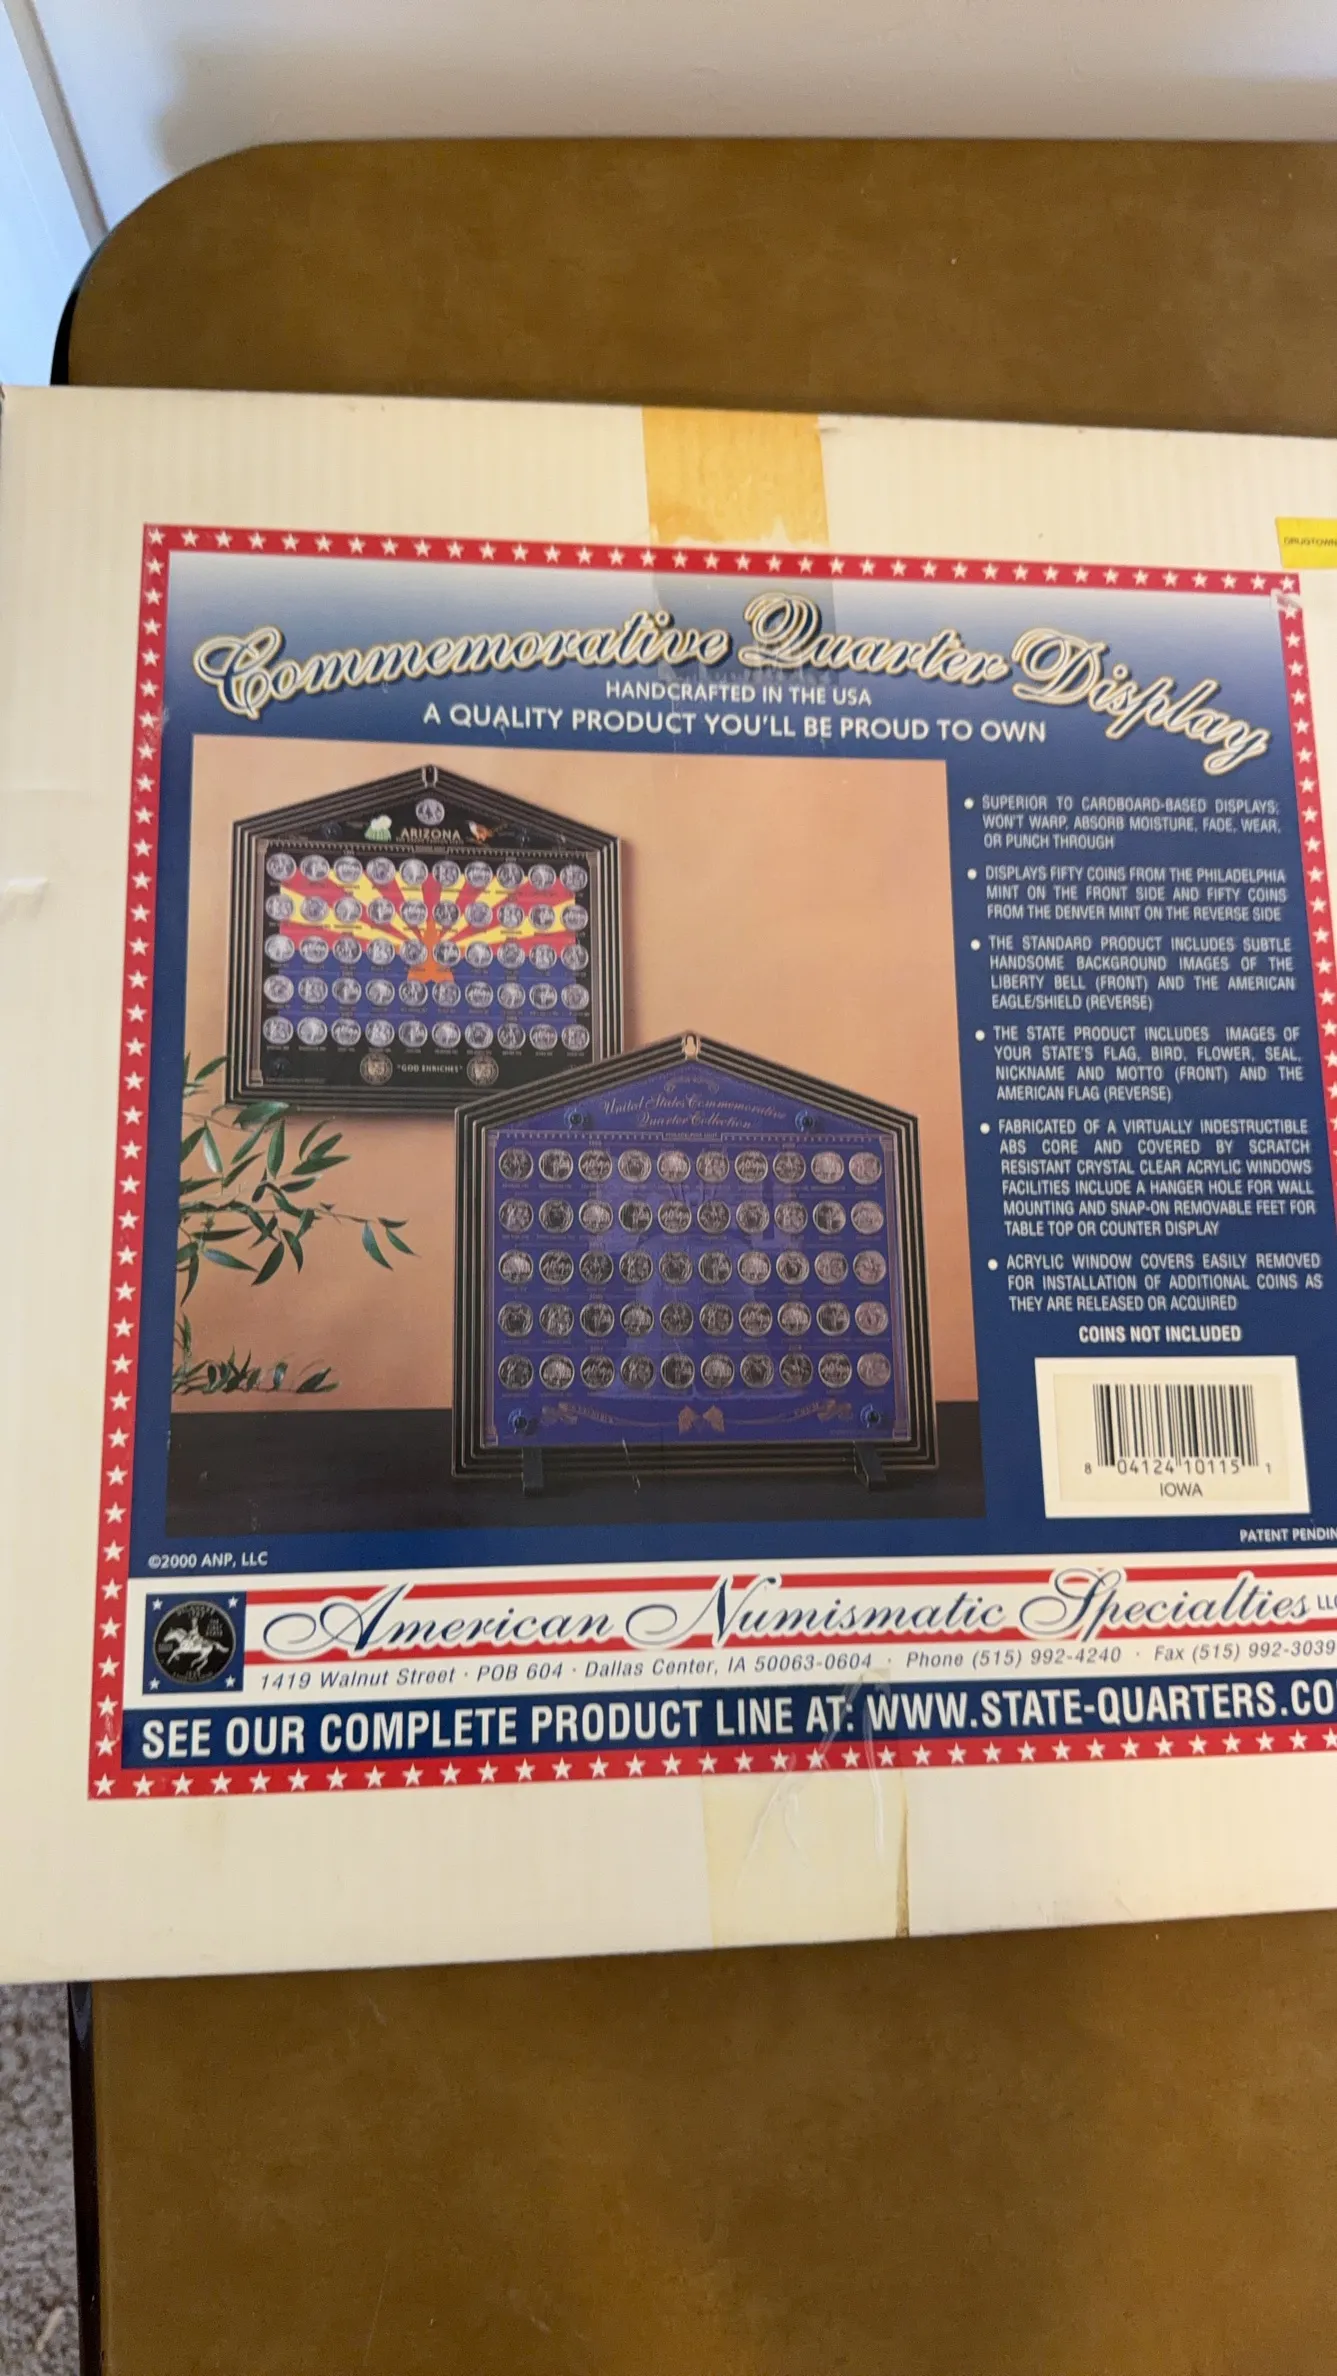 DRUGTOWN
Commemorative Quarter Display
HANDCRAFTED IN THE USA
A QUALITY PRODUCT YOU'LL BE PROUD TO OWN
ARIZONA
"GOD ENRICHES"
United States Commemorative
Quarter Collection
• SUPERIOR TO CARDBOARD-BASED DISPLAYS;
WON'T WARP, ABSORB MOISTURE, FADE, WEAR,
OR PUNCH THROUGH
• DISPLAYS FIFTY COINS FROM THE PHILADELPHIA
MINT ON THE FRONT SIDE AND FIFTY COINS
FROM THE DENVER MINT ON THE REVERSE SIDE
• THE STANDARD PRODUCT INCLUDES SUBTLE
HANDSOME BACKGROUND IMAGES OF THE
LIBERTY BELL (FRONT) AND THE AMERICAN
EAGLE/SHIELD (REVERSE)
• THE STATE PRODUCT INCLUDES IMAGES OF
YOUR STATE'S FLAG, BIRD, FLOWER, SEAL,
NICKNAME AND MOTTO (FRONT) AND THE
AMERICAN FLAG (REVERSE)
• FABRICATED OF A VIRTUALLY INDESTRUCTIBLE
ABS CORE AND COVERED BY SCRATCH
RESISTANT CRYSTAL CLEAR ACRYLIC WINDOWS
FACILITIES INCLUDE A HANGER HOLE FOR WALL
MOUNTING AND SNAP-ON REMOVABLE FEET FOR
TABLE TOP OR COUNTER DISPLAY
• ACRYLIC WINDOW COVERS EASILY REMOVED
FOR INSTALLATION OF ADDITIONAL COINS AS
THEY ARE RELEASED OR ACQUIRED
COINS NOT INCLUDED
8 04124 10115 1
IOWA
PATENT PENDIN
©2000 ANP, LLC
American Numismatic Specialties LLC
1419 Walnut Street · POB 604 · Dallas Center, IA 50063-0604 · Phone (515) 992-4240 · Fax (515) 992-3039
SEE OUR COMPLETE PRODUCT LINE AT: WWW.STATE-QUARTERS.CO